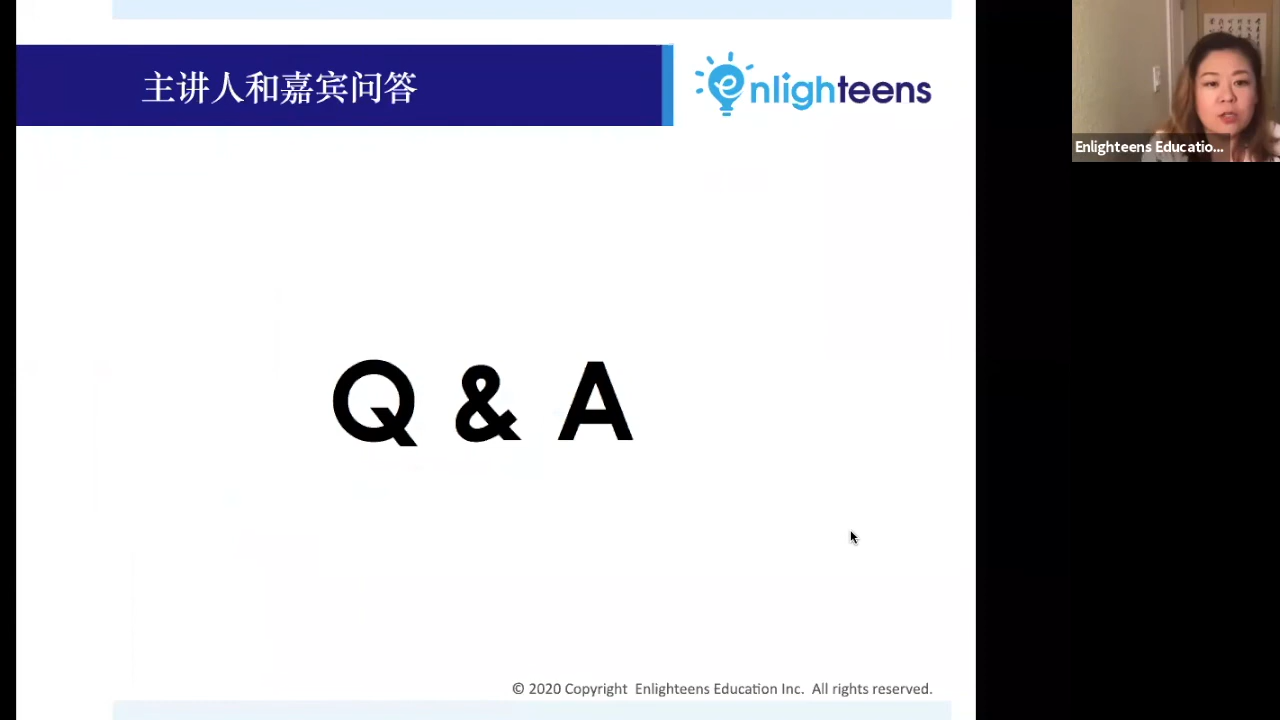 主讲人和嘉宾问答
enlighteens
Enlighteens Educatio...
Q & A
© 2020 Copyright Enlighteens Education Inc. All rights reserved.